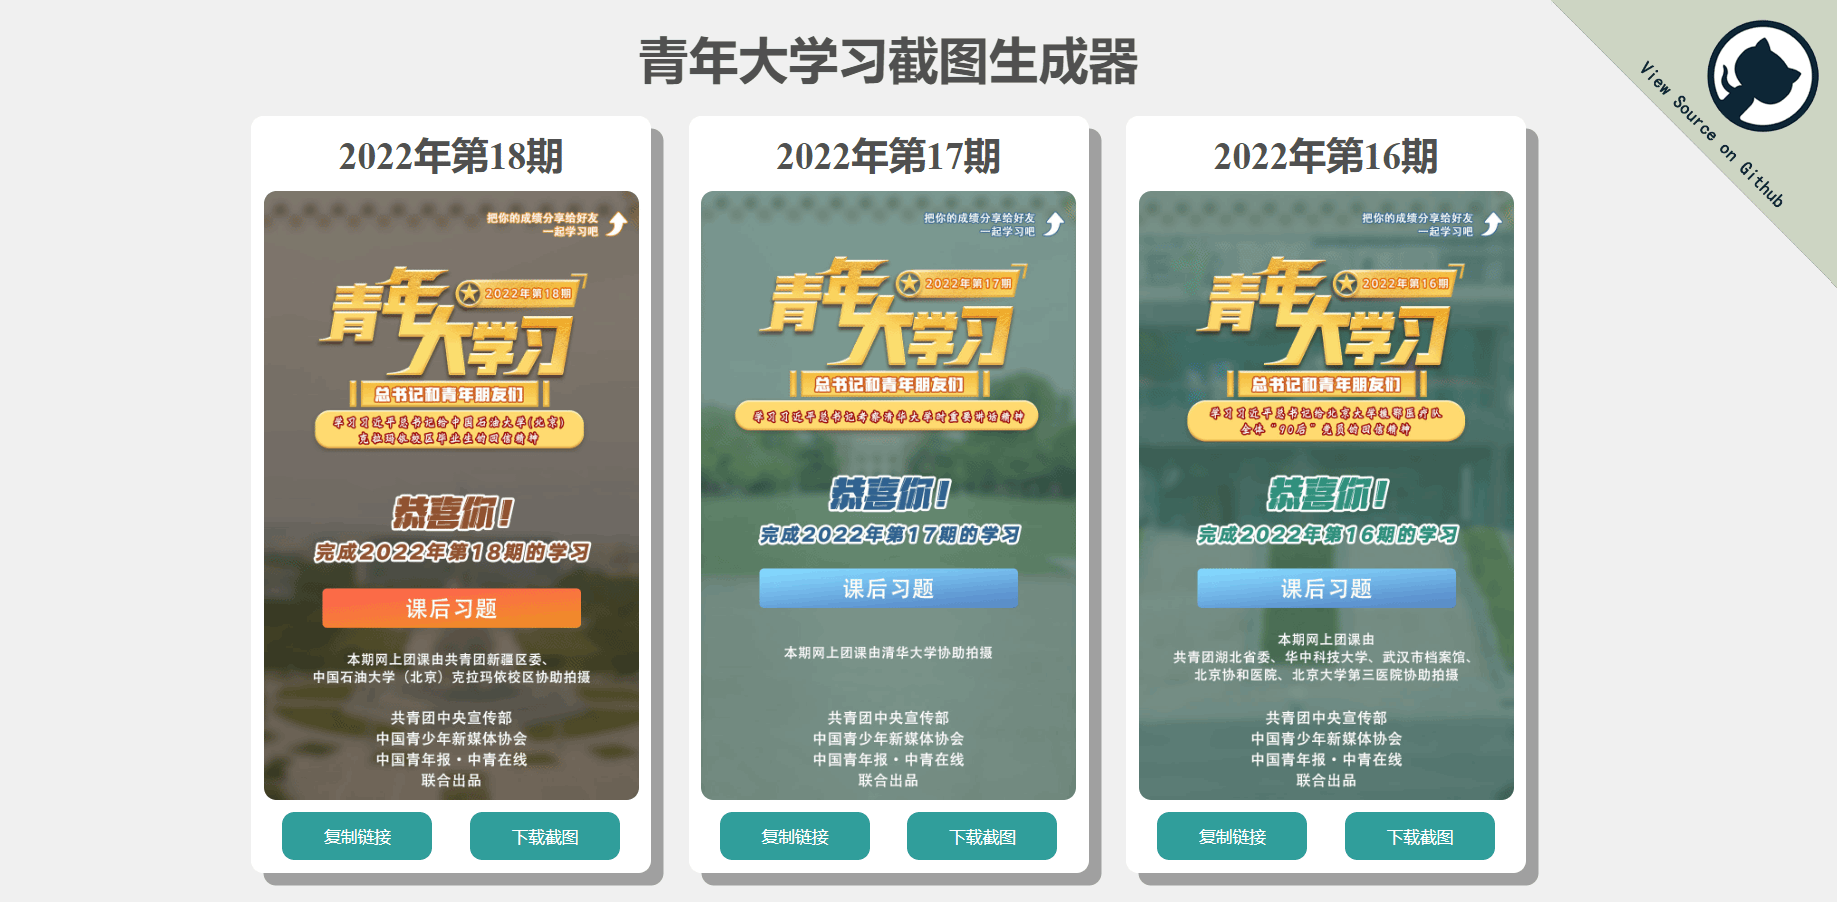 青年大学习截图生成器
View Source on Github
2022年第18期
把你的成绩分享给好友
一起学习吧
青年大学习
2022年第18期
总书记和青年朋友们
学习习近平总书记给中国石油大学(北京)
克拉玛依校区毕业生的回信精神
恭喜你!
完成2022年第18期的学习
课后习题
本期网上团课由共青团新疆区委、
中国石油大学（北京）克拉玛依校区协助拍摄
共青团中央宣传部
中国青少年新媒体协会
中国青年报·中青在线
联合出品
复制链接
下载截图
2022年第17期
把你的成绩分享给好友
一起学习吧
青年大学习
2022年第17期
总书记和青年朋友们
学习习近平总书记考察清华大学时重要讲话精神
恭喜你!
完成2022年第17期的学习
课后习题
本期网上团课由清华大学协助拍摄
共青团中央宣传部
中国青少年新媒体协会
中国青年报·中青在线
联合出品
复制链接
下载截图
2022年第16期
把你的成绩分享给好友
一起学习吧
青年大学习
2022年第16期
总书记和青年朋友们
学习习近平总书记给北京大学援鄂医疗队
全体“90后”党员的回信精神
恭喜你!
完成2022年第16期的学习
课后习题
本期网上团课由
共青团湖北省委、华中科技大学、武汉市档案馆、
北京协和医院、北京大学第三医院协助拍摄
共青团中央宣传部
中国青少年新媒体协会
中国青年报·中青在线
联合出品
复制链接
下载截图